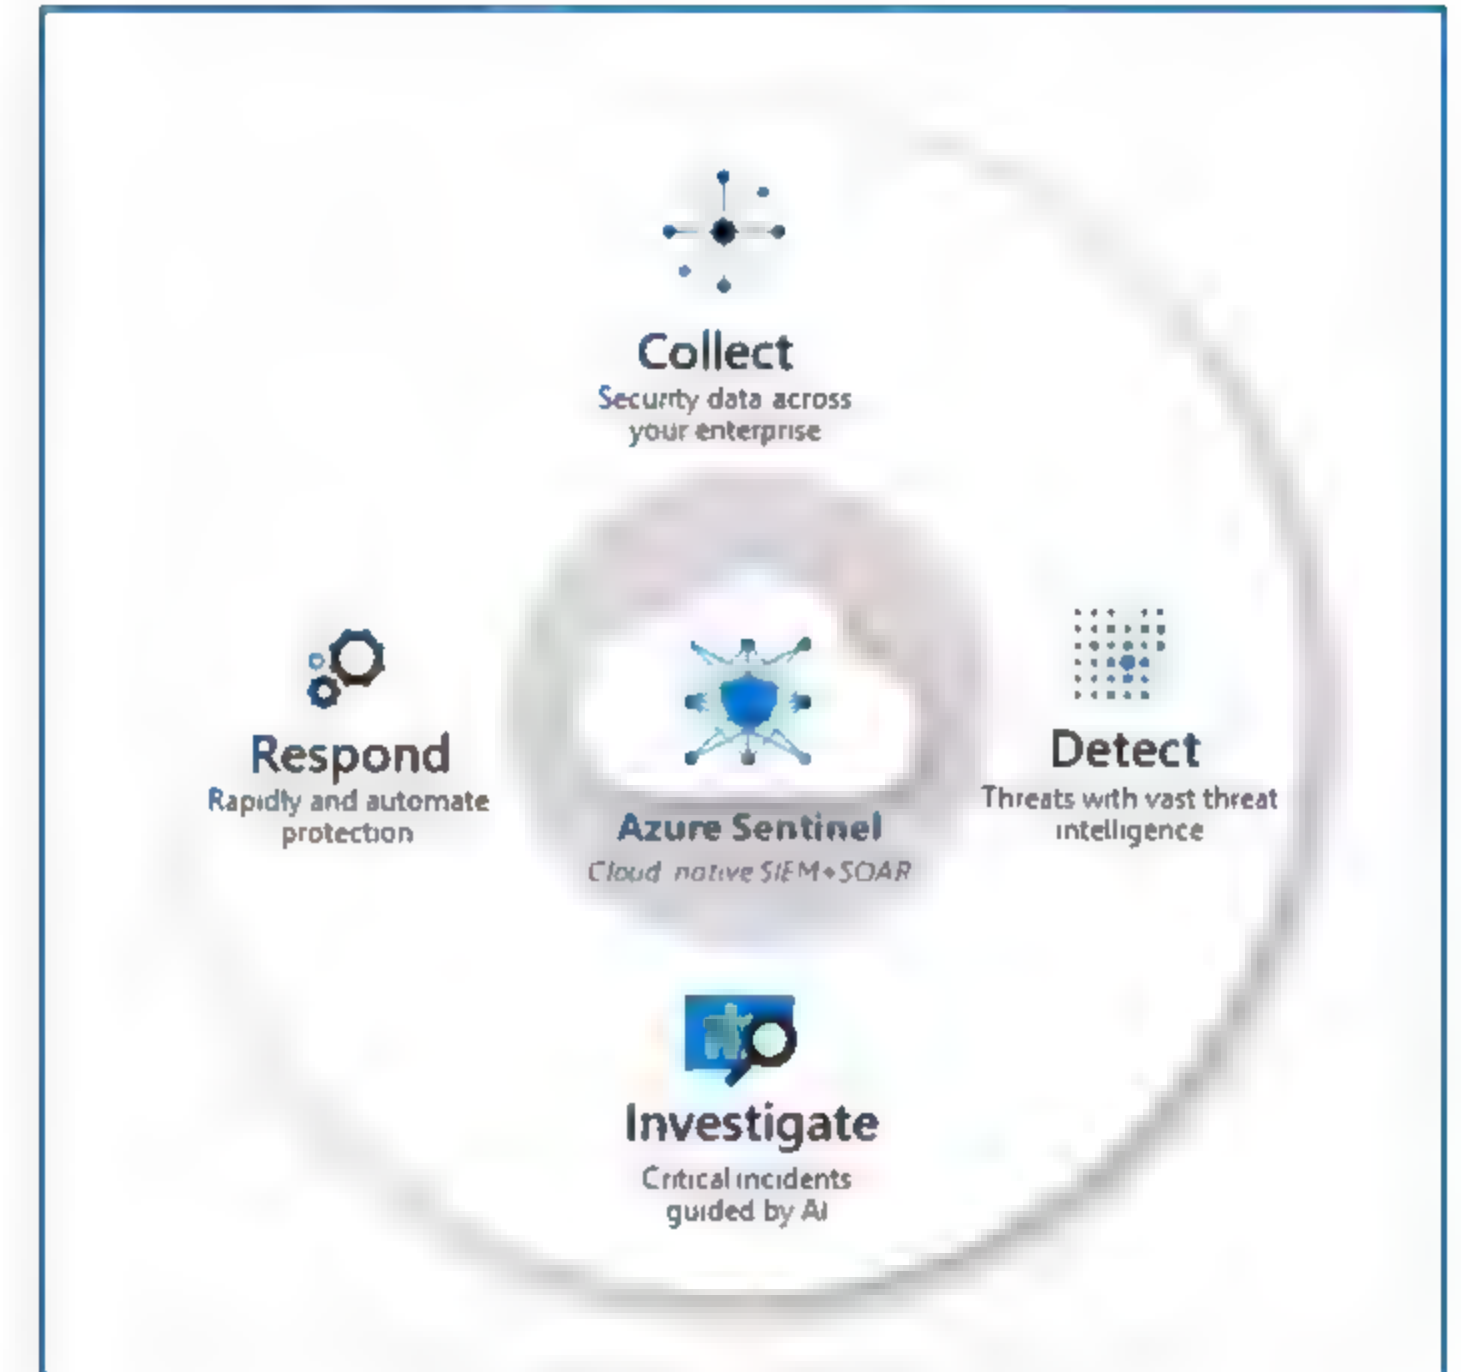 Collect
Security data across
your enterprise
Respond
Rapidly and automate
protection
Azure Sentinel
Cloud-native SIEM+SOAR
Detect
Threats with vast threat
intelligence
Investigate
Critical incidents
guided by AI